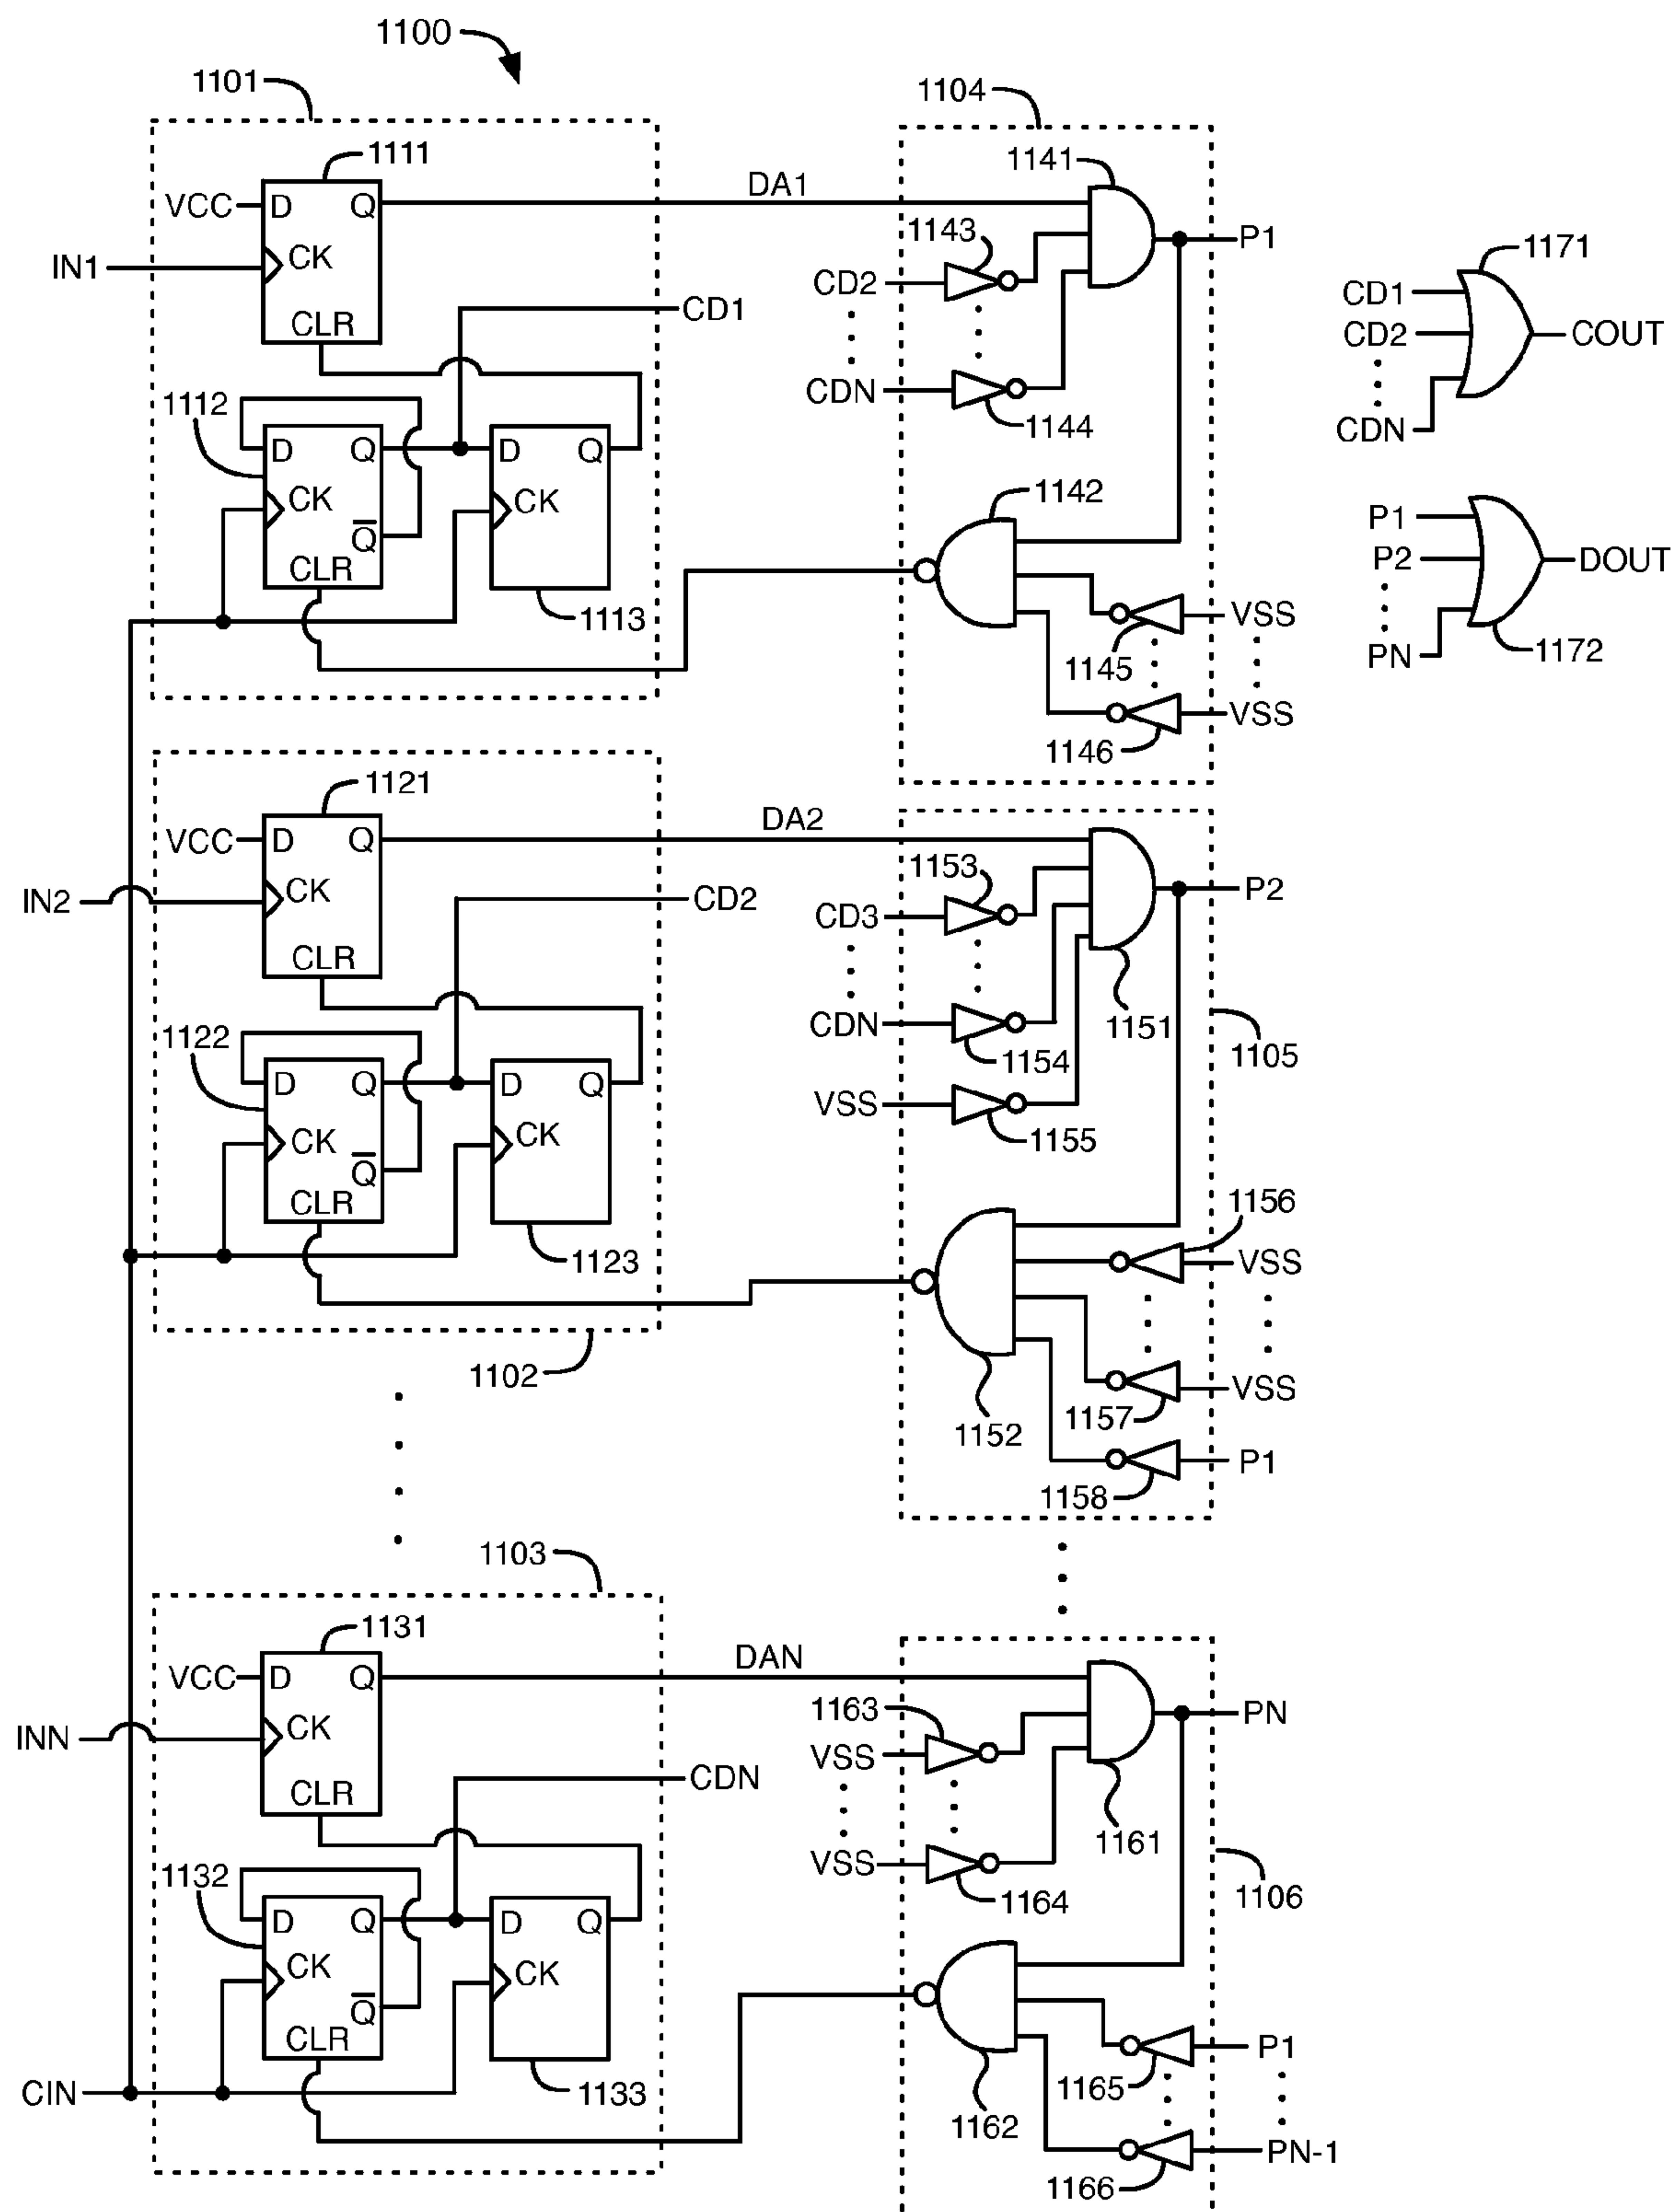 1100
1101
1111
VCC
D
Q
CK
CLR
IN1
DA1
CD1
1112
D
Q
CK
Q
CLR
D
Q
CK
1113
1104
1141
1143
CD2
CDN
1144
P1
1142
VSS
1145
VSS
1146
1171
CD1
CD2
CDN
COUT
P1
P2
PN
DOUT
1172
1121
VCC
D
Q
CK
CLR
IN2
DA2
CD2
1122
D
Q
CK
Q
CLR
D
Q
CK
1123
1102
1153
CD3
CDN
1154
VSS
1155
1151
P2
1105
1156
VSS
1152
1157
VSS
1158
P1
1103
1131
VCC
D
Q
CK
CLR
INN
DAN
CDN
1132
D
Q
CK
Q
CLR
D
Q
CK
1133
CIN
1163
VSS
VSS
1164
1161
PN
1106
1162
1165
P1
1166
PN-1